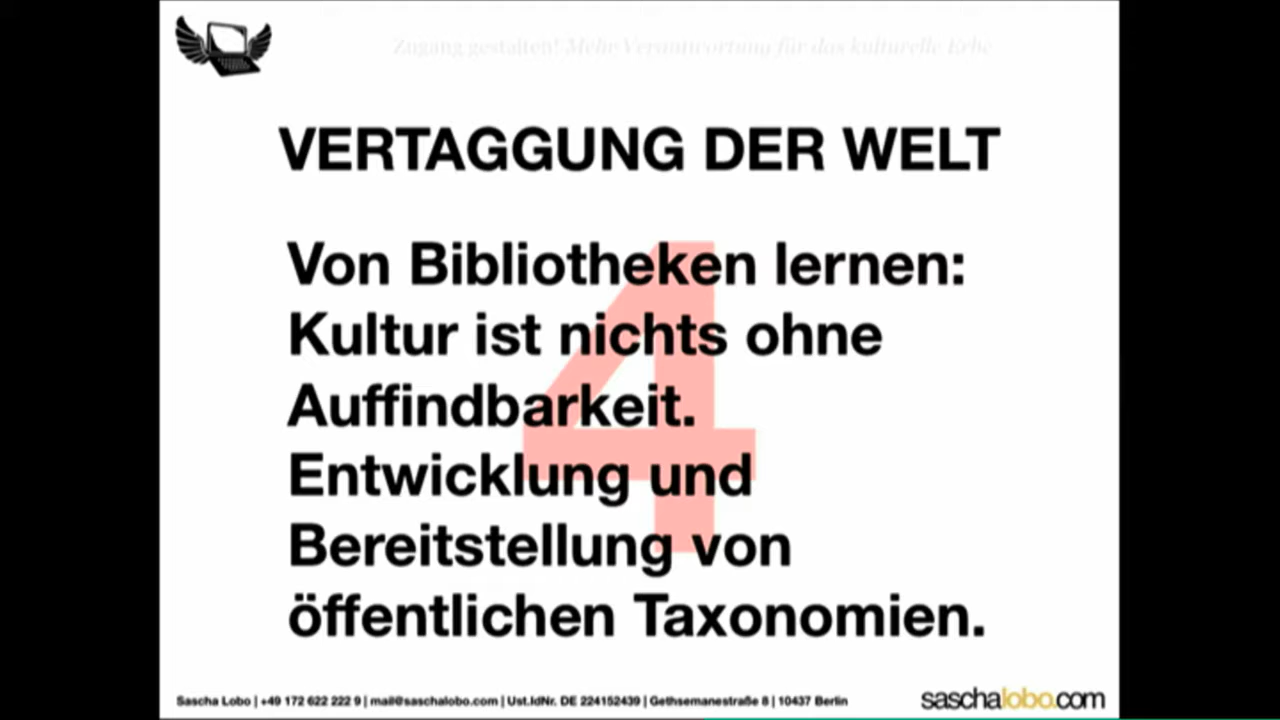 Zugang gestalten! Mehr Verantwortung für das kulturelle Erbe
VERTAGGUNG DER WELT
4
Von Bibliotheken lernen:
Kultur ist nichts ohne
Auffindbarkeit.
Entwicklung und
Bereitstellung von
öffentlichen Taxonomien.
Sascha Lobo | +49 172 622 222 9 | mail@saschalobo.com | Ust.IdNr. DE 224152439 | Gethsemanestraße 8 | 10437 Berlin
saschalobo.com